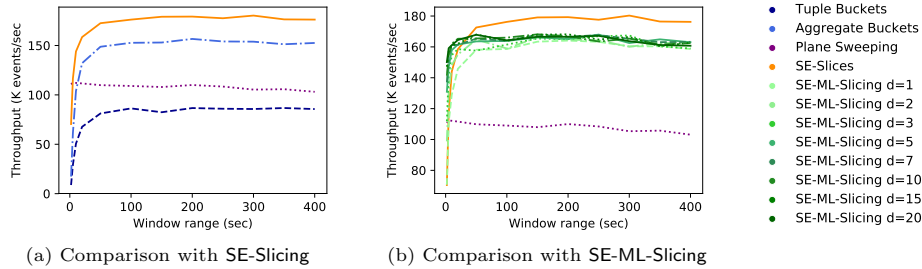 Throughput (K events/sec
150
100
50
0
0
100
200
300
400
Window range (sec)
(a) Comparison with SE-Slicing
Throughput (K events/sec
180
160
140
120
100
80
0
100
200
300
400
Window range (sec)
(b) Comparison with SE-ML-Slicing
Tuple Buckets
Aggregate Buckets
Plane Sweeping
SE-Slices
SE-ML-Slicing d=1
SE-ML-Slicing d=2
SE-ML-Slicing d=3
SE-ML-Slicing d=5
SE-ML-Slicing d=7
SE-ML-Slicing d=10
SE-ML-Slicing d=15
SE-ML-Slicing d=20